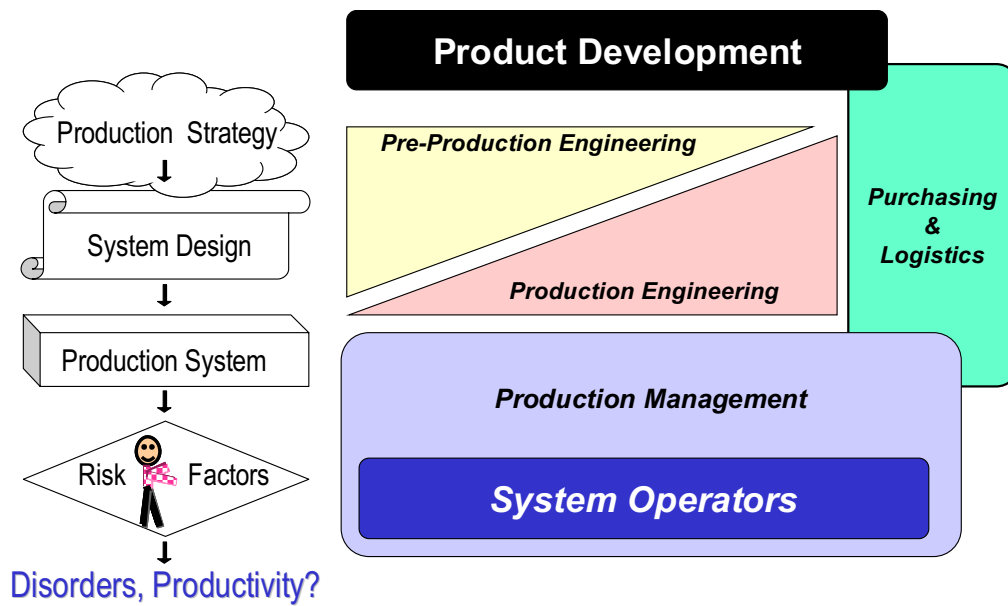 Production Strategy
System Design
Production System
Risk Factors
Disorders, Productivity?
Product Development
Pre-Production Engineering
Production Engineering
Purchasing
&
Logistics
Production Management
System Operators